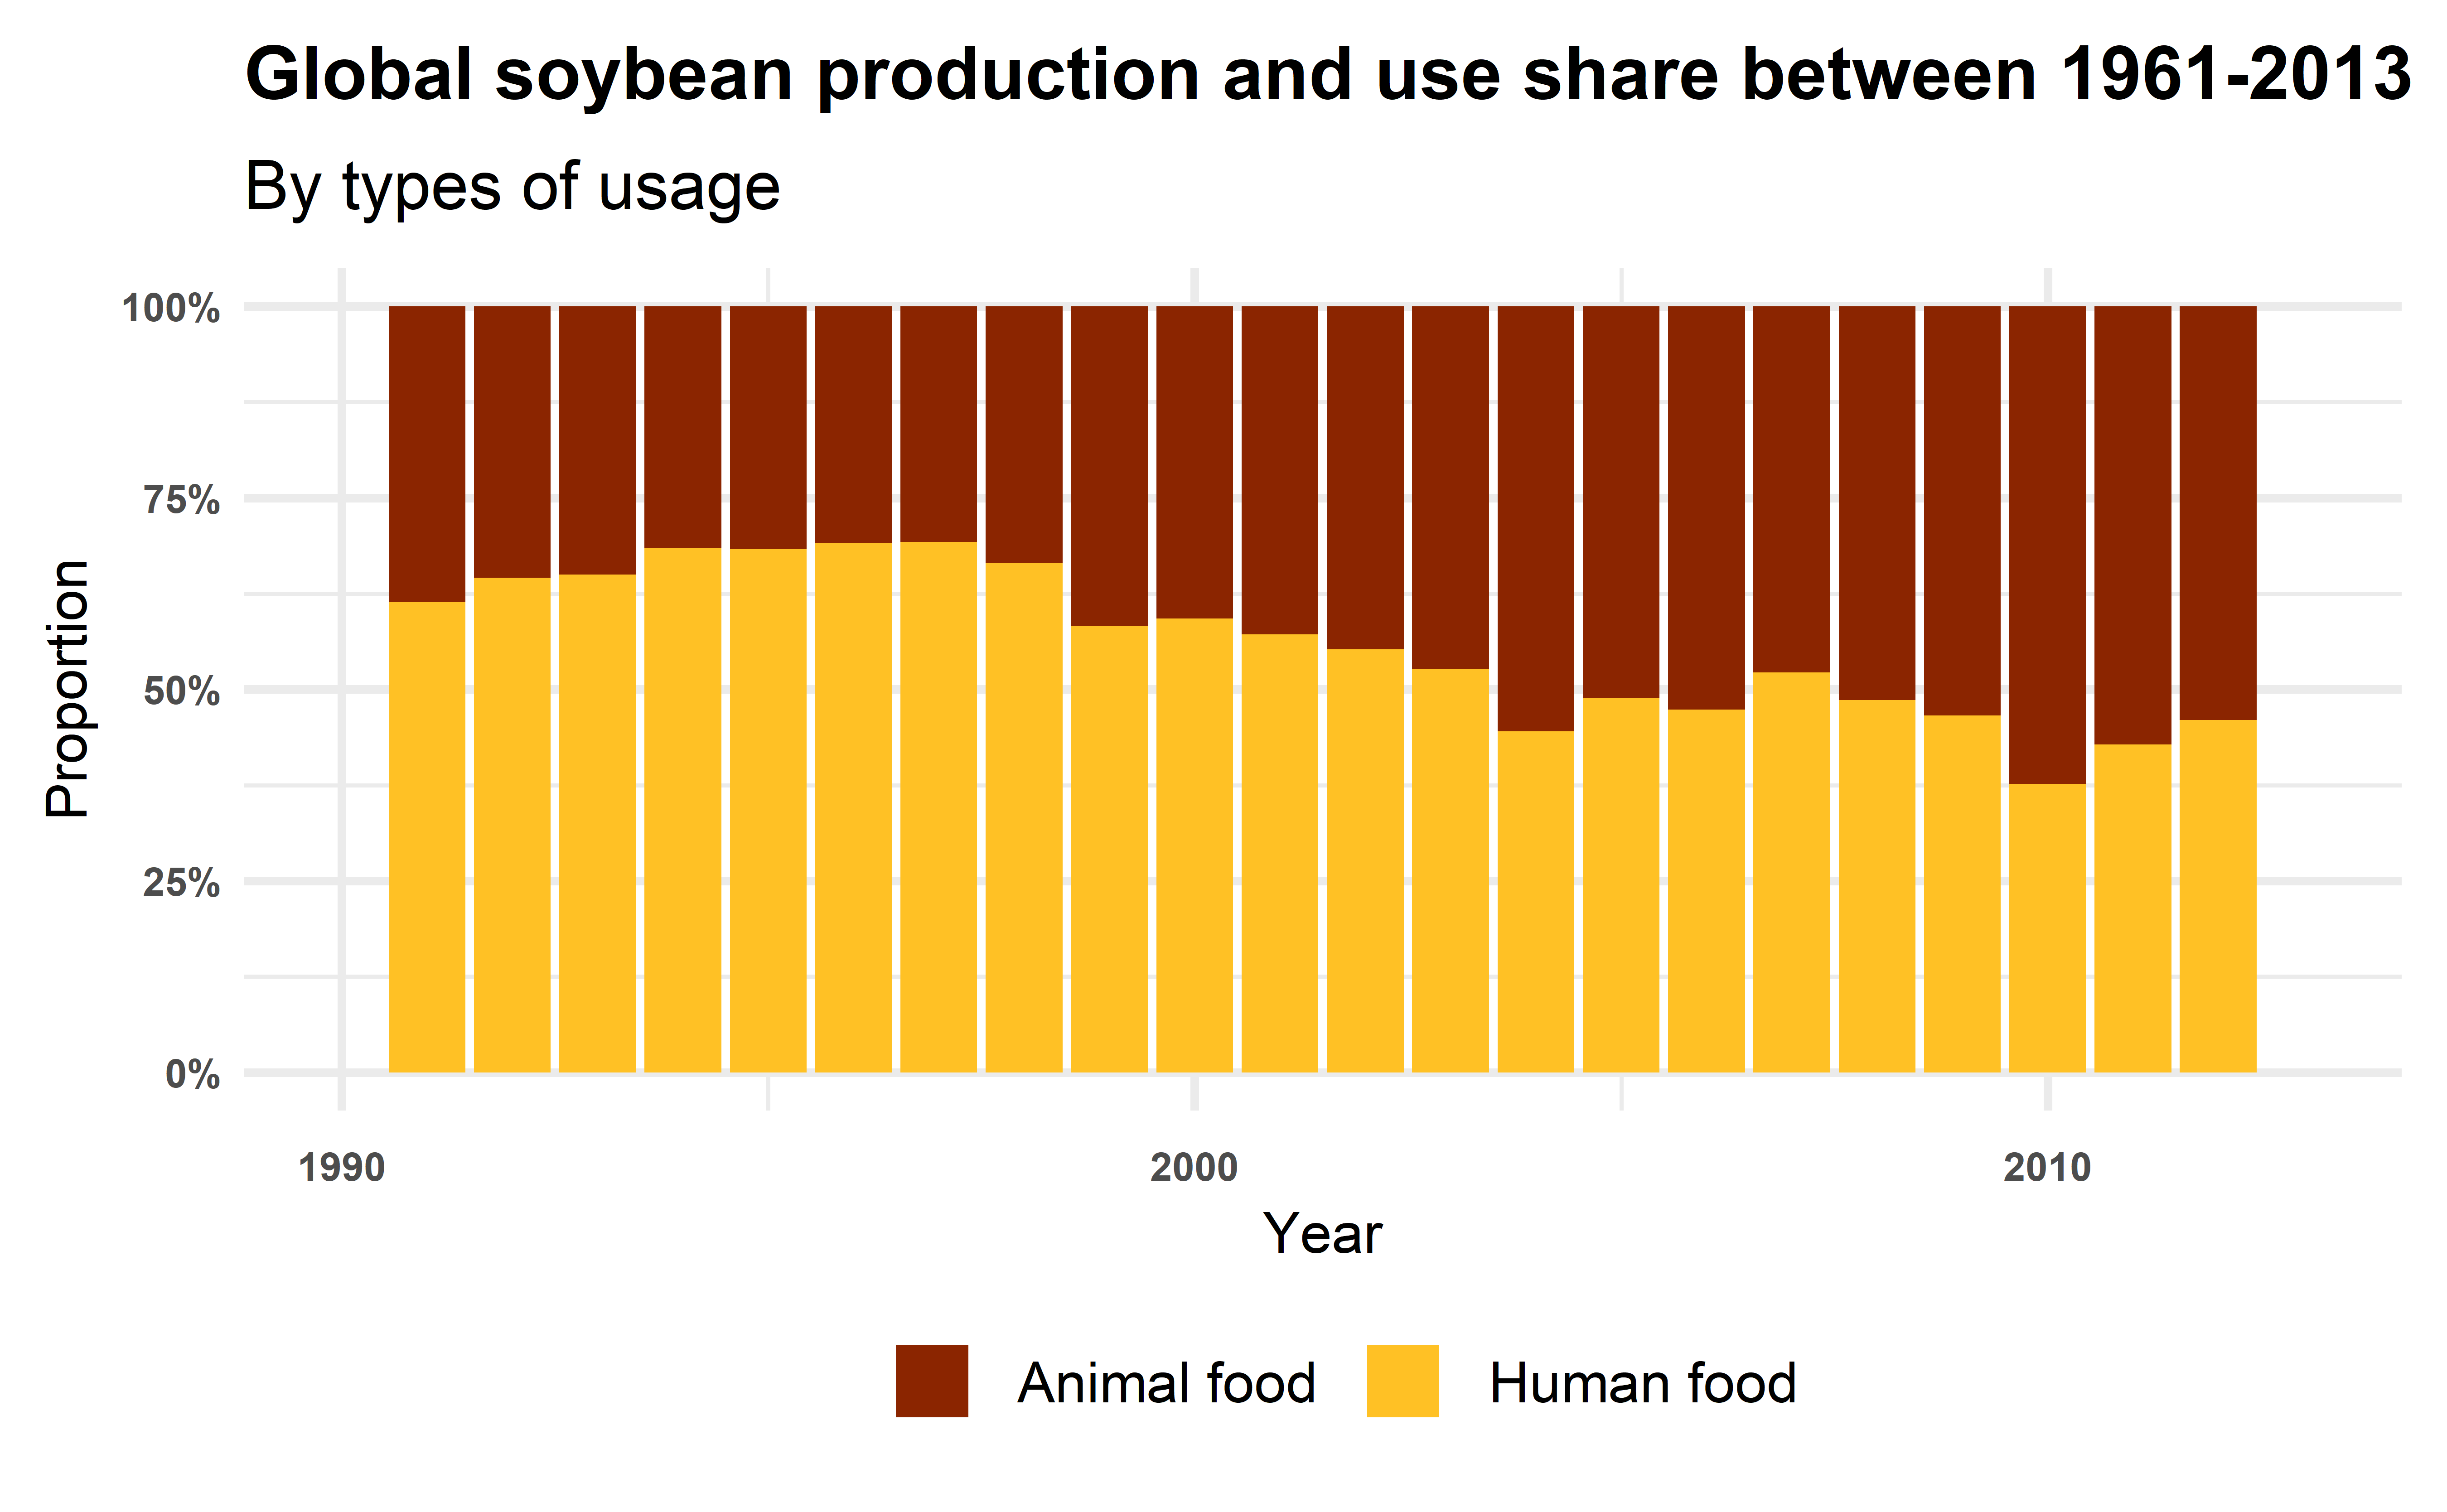 Global soybean production and use share between 1961-2013
By types of usage
100%
75%
50%
25%
0%
Proportion
1990 2000 2010
Year
Animal food Human food